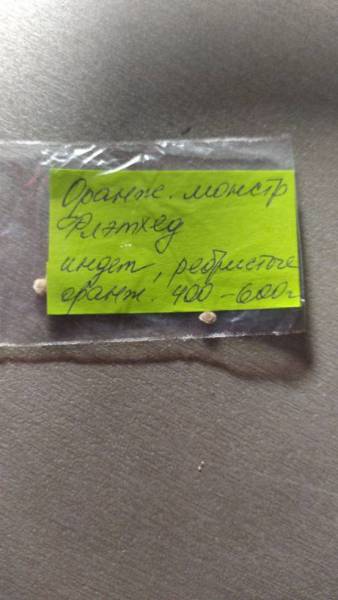 Оранж. монстр
Флэтхед
индет, ребристые
оранж. 400-600г